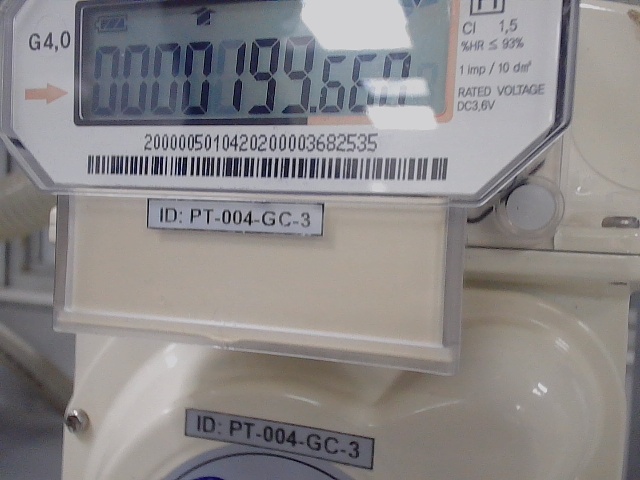 G4,0
CI 1,5
%HR ≤ 93%
1 imp / 10 dm³
RATED VOLTAGE
DC3,6V
0000199.660
20000050104202000003682535
ID: PT-004-GC-3
ID: PT-004-GC-3